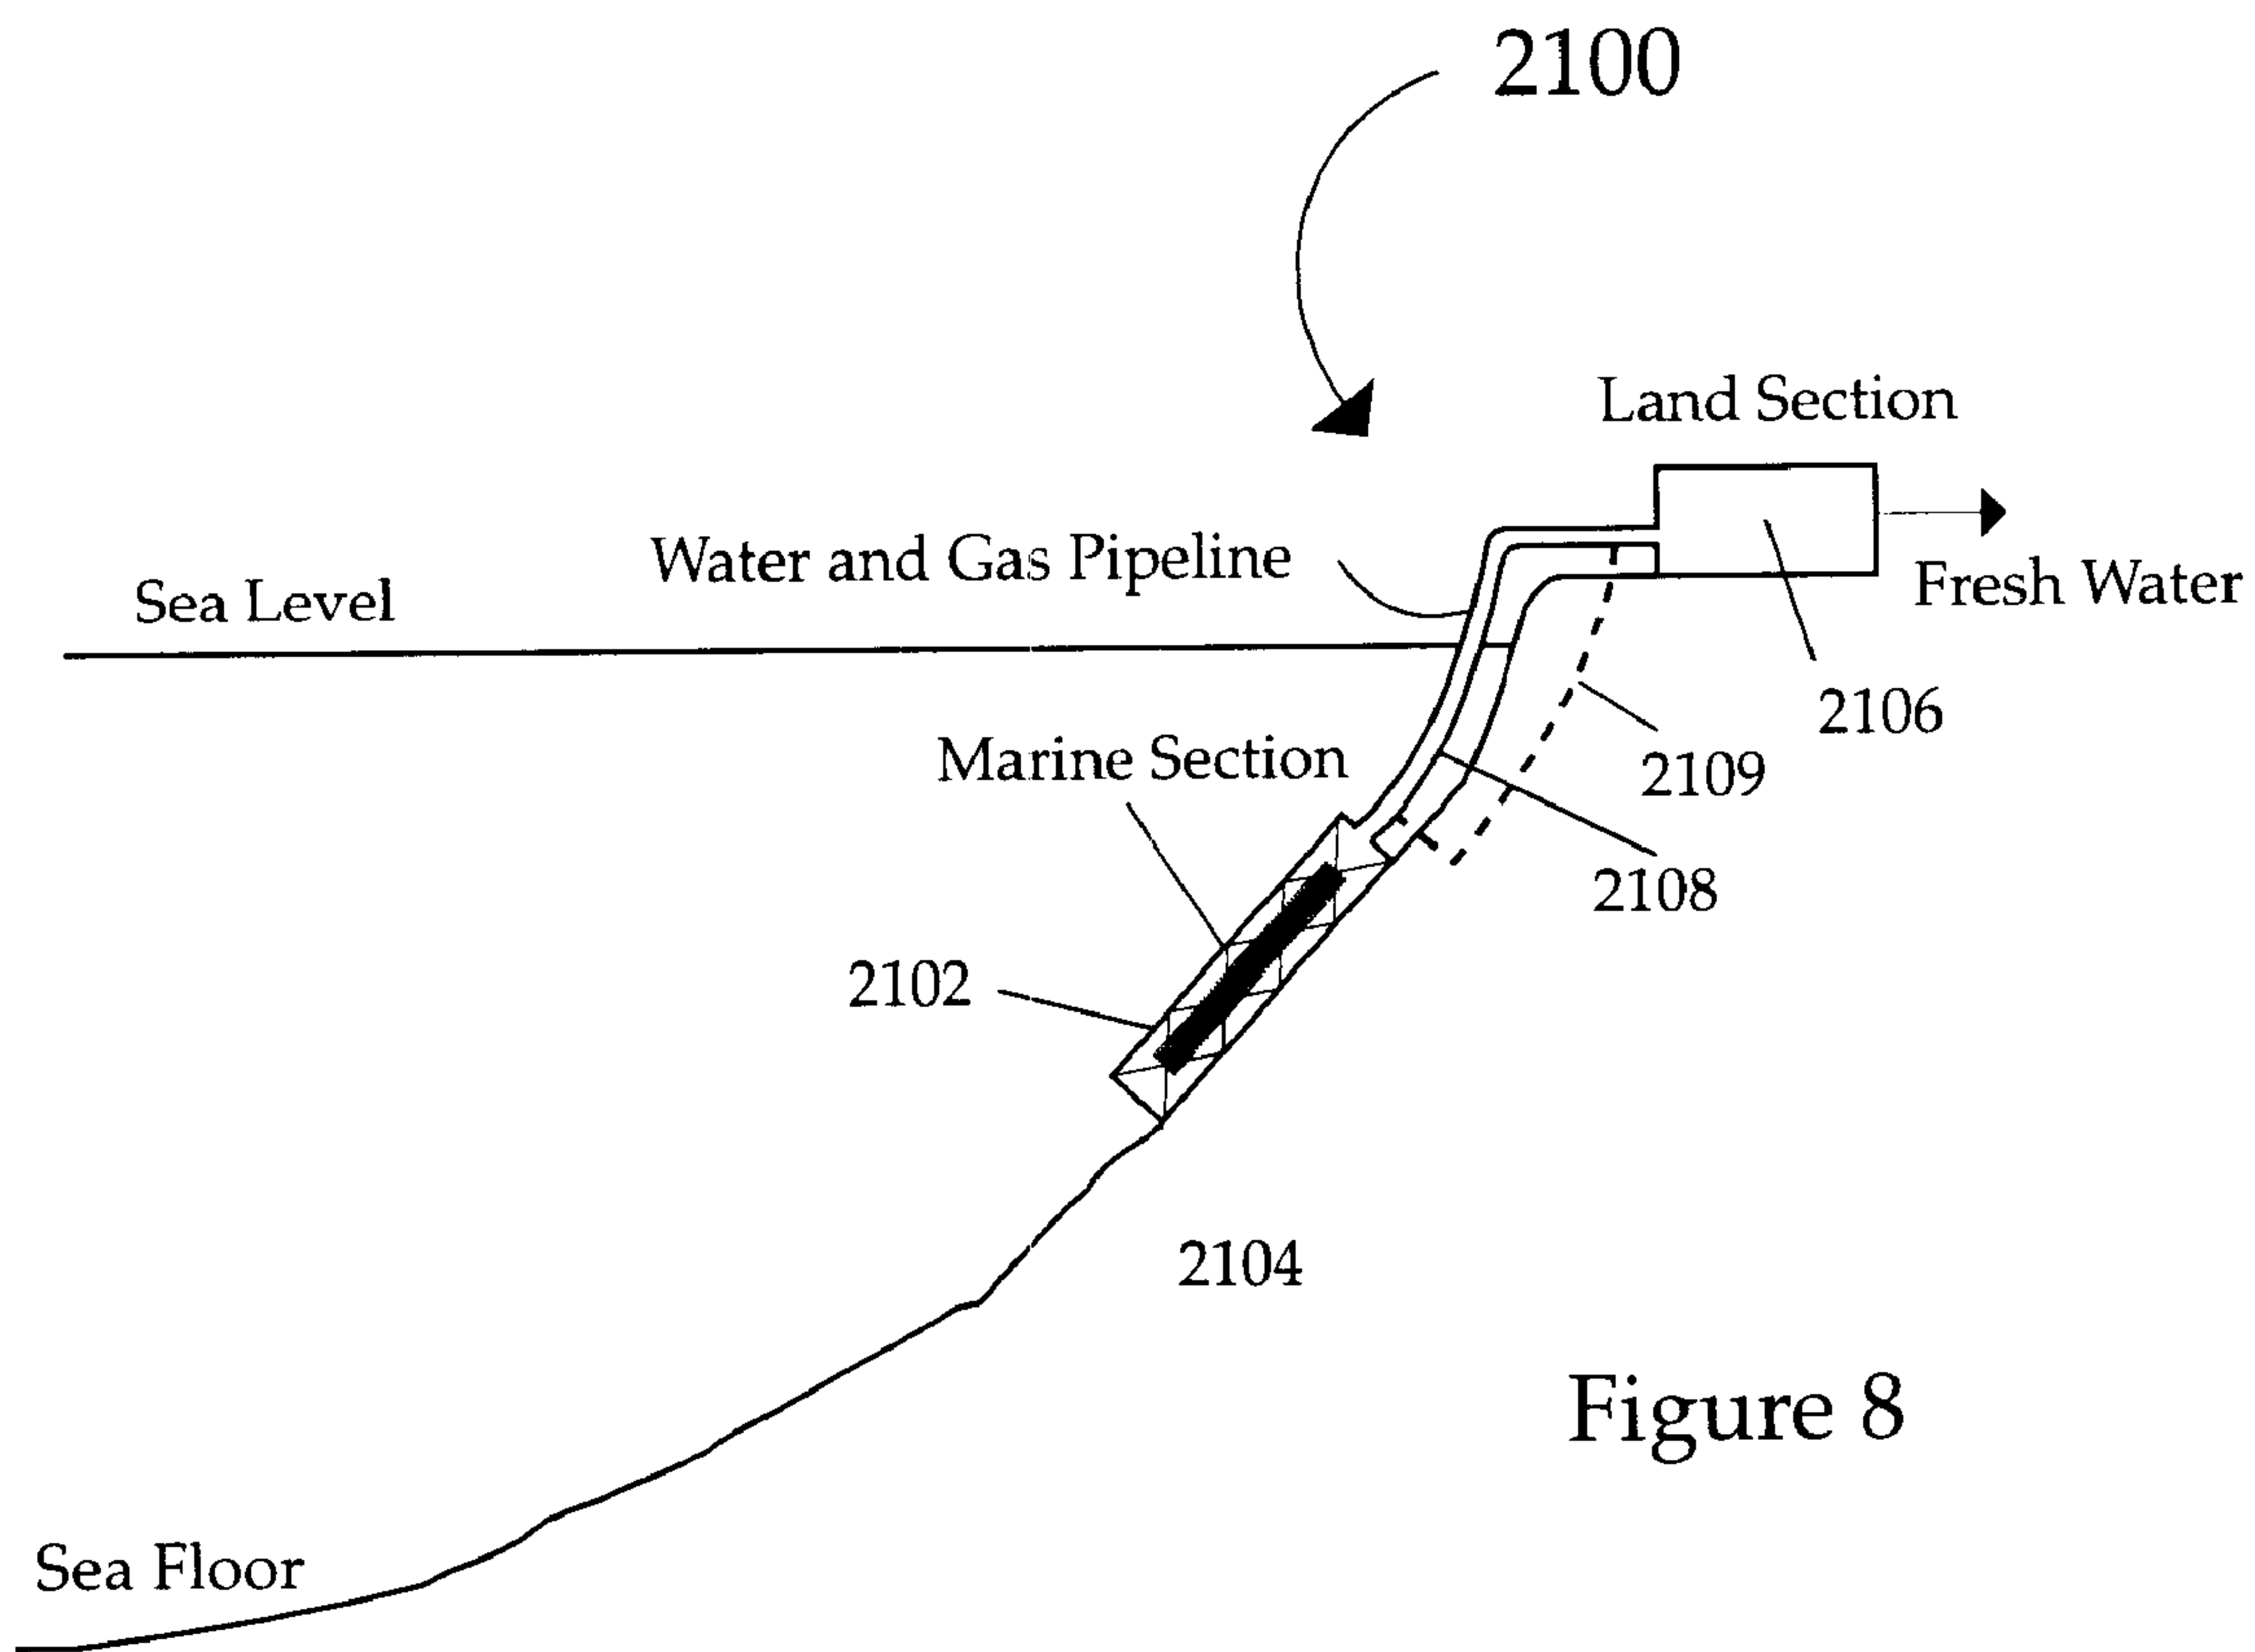 2100
Land Section
Water and Gas Pipeline
Sea Level
Fresh Water
2106
Marine Section
2109
2108
2102
2104
Figure 8
Sea Floor